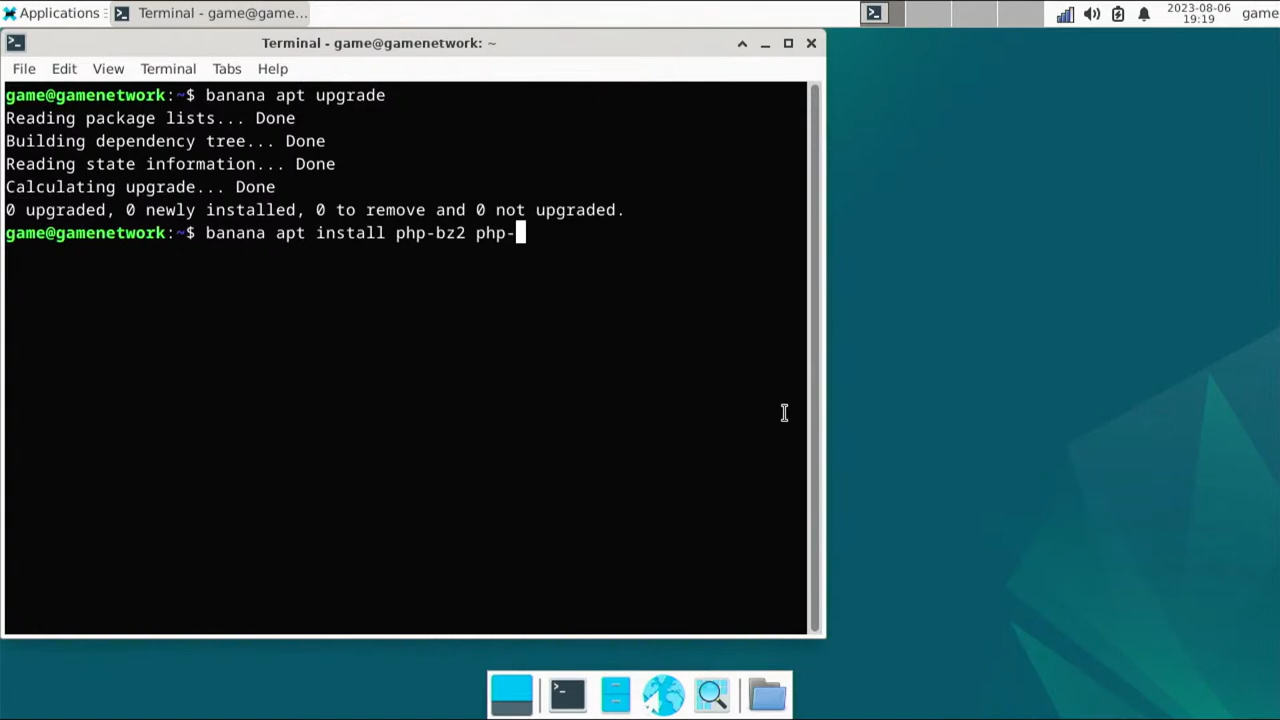 Applications
Terminal - game@game...
2023-08-06
19:19
game
Terminal - game@gamenetwork: ~
File Edit View Terminal Tabs Help
game@gamenetwork:~$ banana apt upgrade
Reading package lists... Done
Building dependency tree... Done
Reading state information... Done
Calculating upgrade... Done
0 upgraded, 0 newly installed, 0 to remove and 0 not upgraded.
game@gamenetwork:~$ banana apt install php-bz2 php-